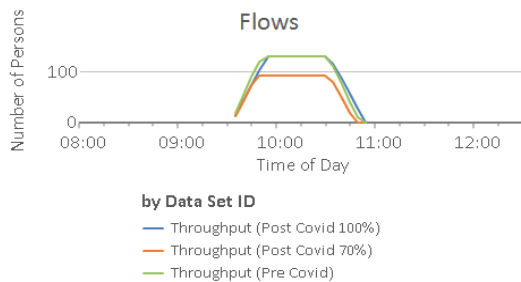 Flows
Number of Persons
100
0
08:00 09:00 10:00 11:00 12:00
Time of Day
by Data Set ID
Throughput (Post Covid 100%)
Throughput (Post Covid 70%)
Throughput (Pre Covid)